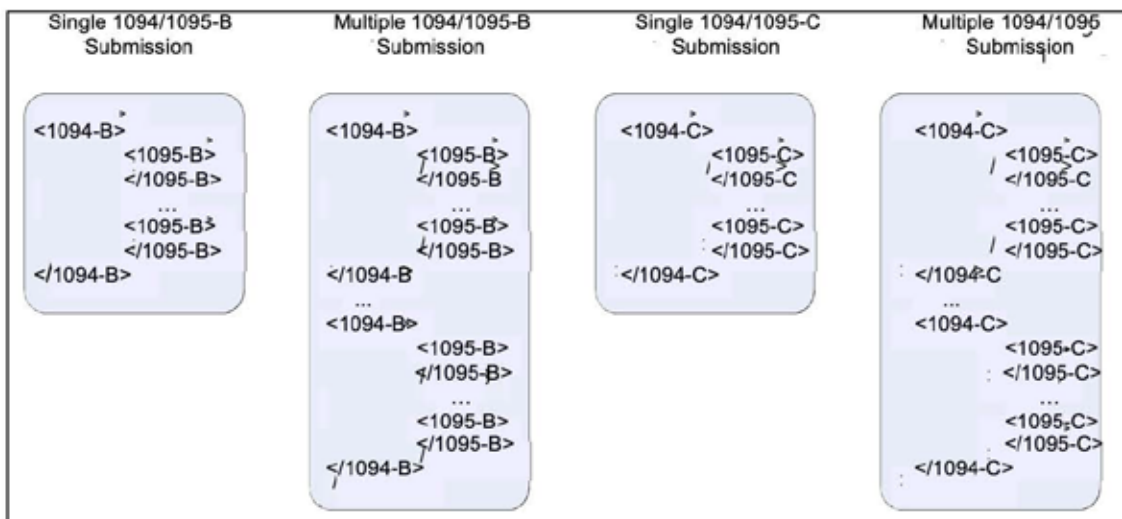 Single 1094/1095-B
Submission
<1094-B>
<1095-B>
</1095-B>
...
<1095-B>
</1095-B>
</1094-B>
Multiple 1094/1095-B
Submission
<1094-B>
<1095-B>
</1095-B
...
<1095-B>
</1095-B>
</1094-B
...
<1094-B>
<1095-B>
</1095-B>
...
<1095-B>
</1095-B>
</1094-B>
Single 1094/1095-C
Submission
<1094-C>
<1095-C>
</1095-C
...
<1095-C>
</1095-C>
</1094-C>
Multiple 1094/1095
Submission
<1094-C>
<1095-C>
</1095-C
...
<1095-C>
</1095-C>
</1094-C
...
<1094-C>
<1095-C>
</1095-C>
...
<1095-C>
</1095-C>
</1094-C>